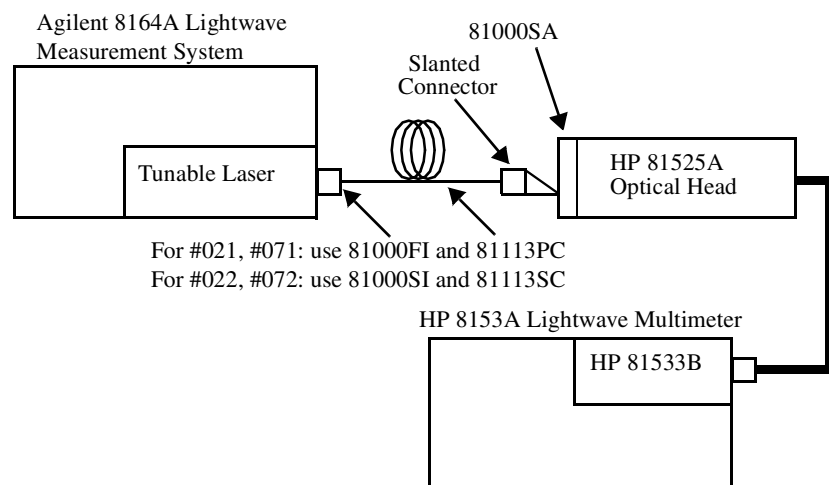 Agilent 8164A Lightwave
Measurement System
81000SA
Slanted
Connector
Tunable Laser
HP 81525A
Optical Head
For #021, #071: use 81000FI and 81113PC
For #022, #072: use 81000SI and 81113SC
HP 8153A Lightwave Multimeter
HP 81533B